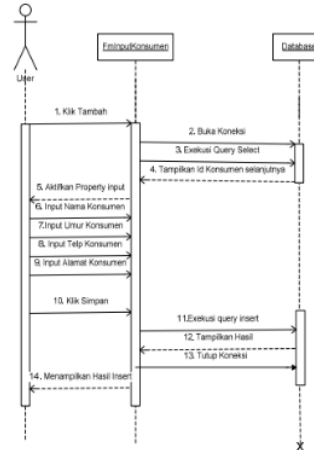 FmInputKonsumen
Database
User
1. Klik Tambah
2. Buka Koneksi
3. Exekusi Query Select
4. Tampilkan Id Konsumen selanjutnya
5. Aktifkan Property input
6. Input Nama Konsumen
7.Input Umur Konsumen
8. Input Telp Konsumen
9. Input Alamat Konsumen
10. Klik Simpan
11.Exekusi query insert
12. Tampilkan Hasil
13. Tutup Koneksi
14. Menampilkan Hasil Insert